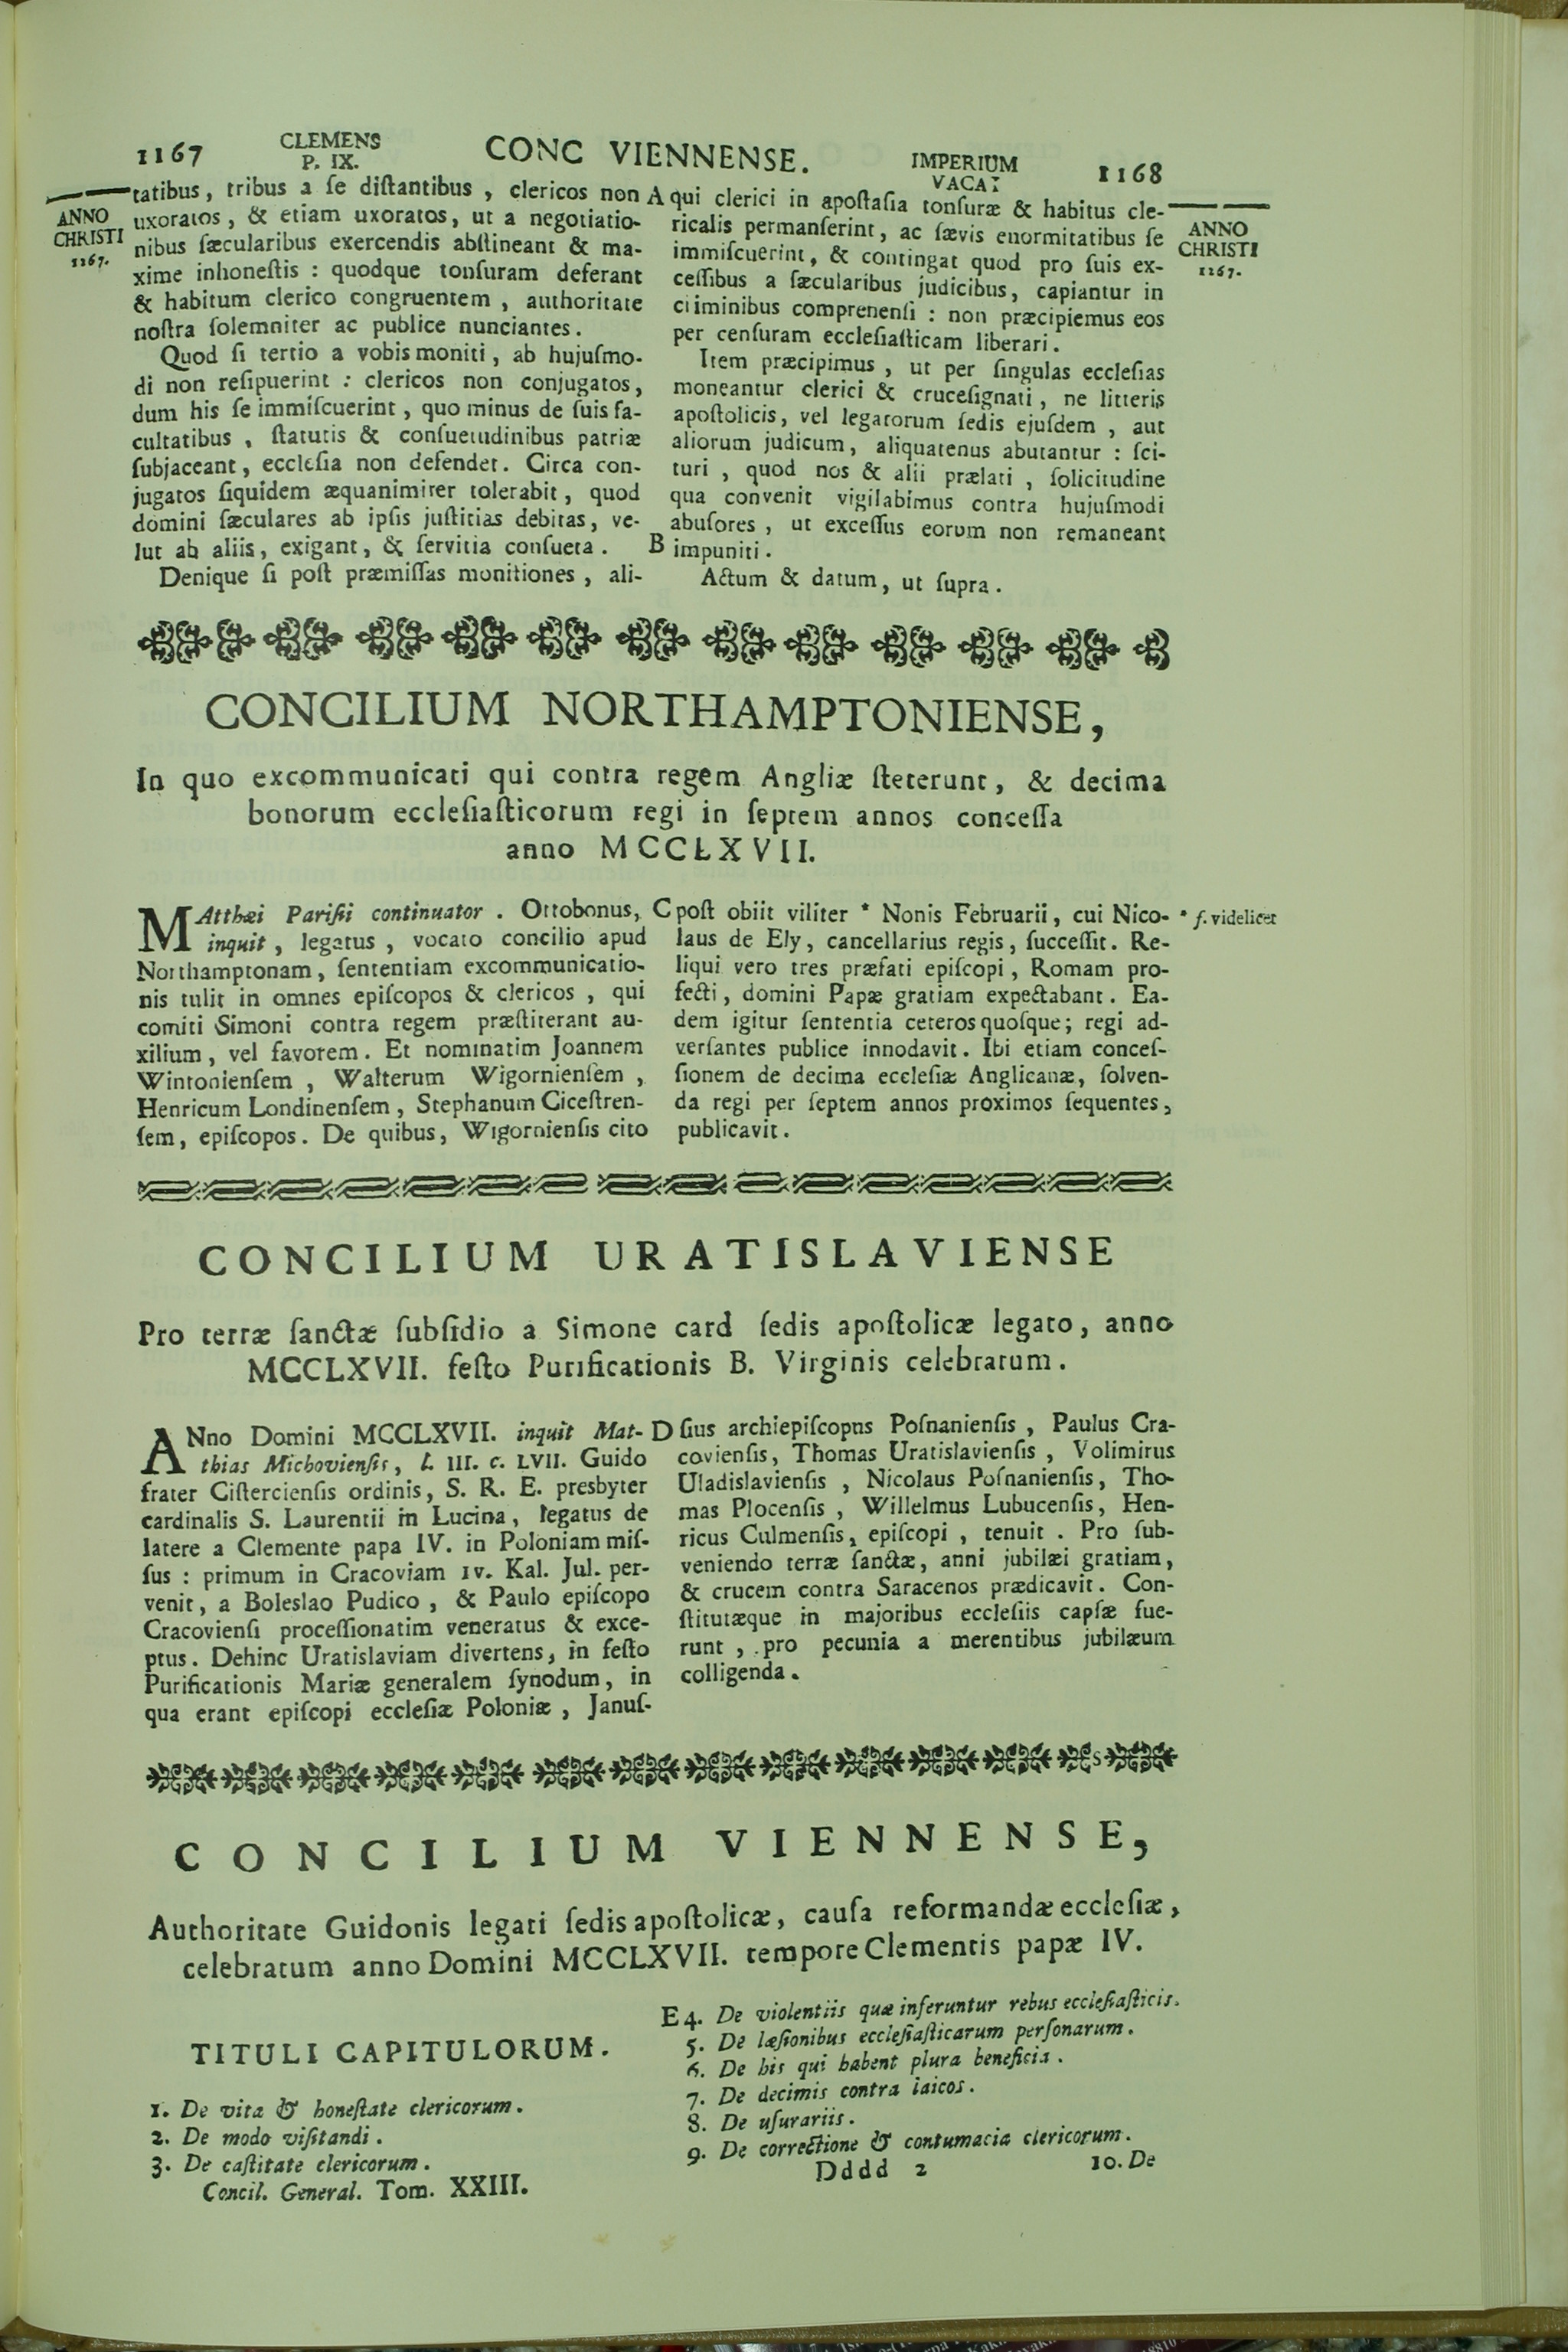 1167 CLEMENS P. IX. CONC VIENNENSE. IMPERIUM VACAT 1168
ANNO
CHRISTI
1267.
tatibus, tribus a ſe diſtantibus, clericos non
uxoratos, & etiam uxoratos, ut a negotiatio-
nibus ſæcularibus exercendis abſtineant & ma-
xime inhoneſtis : quodque tonſuram deferant
& habitum clerico congruentem, authoritate
noſtra ſolemniter ac publice nunciantes.
Quod ſi tertio a vobis moniti, ab hujuſmo-
di non reſipuerint : clericos non conjugatos,
dum his ſe immiſcuerint, quo minus de ſuis fa-
cultatibus, ſtatutis & conſuetudinibus patriæ
ſubjaceant, eccleſia non defendet. Circa con-
jugatos ſiquidem æquanimirer tolerabit, quod
domini ſæculares ab ipſis juſtitias debitas, ve-
lut ab aliis, exigant, & ſervitia conſueta.
Denique ſi poſt præmiſſas monitiones, ali-
A qui clerici in apoſtaſia tonſuræ & habitus cle-
ricalis permanſerint, ac ſævis enormitatibus ſe
immiſcuerint, & contingat quod pro ſuis ex-
ceſſibus a ſæcularibus judicibus, capiantur in
ciiminibus comprenenſi : non præcipiemus eos
per cenſuram eccleſiaſticam liberari.
Item præcipimus, ut per ſingulas eccleſias
moneantur clerici & cruceſignati, ne litteris
apoſtolicis, vel legatorum ſedis ejuſdem, aut
aliorum judicum, aliquatenus abutantur : ſci-
turi, quod nos & alii prælati, ſolicitudine
qua convenit vigilabimus contra hujuſmodi
abuſores, ut exceſſus eorum non remaneant
B impuniti.
Actum & datum, ut ſupra.
ANNO
CHRISTI
1267.
CONCILIUM NORTHAMPTONIENSE,
In quo excommunicati qui contra regem Angliæ ſteterunt, & decima
bonorum eccleſiaſticorum regi in ſeptem annos conceſſa
anno MCCLXVII.
MAtthæi Pariſii continuator. Ottobonus,
inquit, legatus, vocato concilio apud
Northamptonam, ſententiam excommunicatio-
nis tulit in omnes epiſcopos & clericos, qui
comiti Simoni contra regem præſtiterant au-
xilium, vel favorem. Et nominatim Joannem
Wintonienſem, Walterum Wigornienſem,
Henricum Londinenſem, Stephanum Ciceſtren-
ſem, epiſcopos. De quibus, Wigornienſis cito
C poſt obiit viliter * Nonis Februarii, cui Nico-
laus de Ely, cancellarius regis, ſucceſſit. Re-
liqui vero tres præfati epiſcopi, Romam pro-
fecti, domini Papæ gratiam expectabant. Ea-
dem igitur ſententia ceteros quoſque; regi ad-
verſantes publice innodavit. Ibi etiam conceſ-
ſionem de decima eccleſiæ Anglicanæ, ſolven-
da regi per ſeptem annos proximos ſequentes,
publicavit.
* f. videlicet
CONCILIUM URATISLAVIENSE
Pro terræ ſanctæ ſubſidio a Simone card ſedis apoſtolicæ legato, anno
MCCLXVII. feſto Purificationis B. Virginis celebratum.
ANno Domini MCCLXVII. inquit Mat-
thias Michovienſis, l. III. c. LVII. Guido
frater Ciſtercienſis ordinis, S. R. E. presbyter
cardinalis S. Laurentii in Lucina, legatus de
latere a Clemente papa IV. in Poloniam miſ-
ſus : primum in Cracoviam IV. Kal. Jul. per-
venit, a Boleslao Pudico, & Paulo epiſcopo
Cracovienſi proceſſionatim veneratus & exce-
ptus. Dehinc Uratislaviam divertens, in feſto
Purificationis Mariæ generalem ſynodum, in
qua erant epiſcopi eccleſiæ Poloniæ, Januſ-
D ſius archiepiſcopus Poſnanienſis, Paulus Cra-
covienſis, Thomas Uratislavienſis, Volimirus
Uladislavienſis, Nicolaus Poſnanienſis, Tho-
mas Plocenſis, Willelmus Lubucenſis, Hen-
ricus Culmenſis, epiſcopi, tenuit. Pro ſub-
veniendo terræ ſanctæ, anni jubilæi gratiam,
& crucem contra Saracenos prædicavit. Con-
ſtitutæque in majoribus eccleſiis capſæ fue-
runt, pro pecunia a merentibus jubilæum
colligenda.
CONCILIUM VIENNENSE,
Authoritate Guidonis legati ſedis apoſtolicæ, cauſa reformandæ eccleſiæ,
celebratum anno Domini MCCLXVII. tempore Clementis papæ IV.
TITULI CAPITULORUM.
1. De vita & honeſtate clericorum.
2. De modo viſitandi.
3. De caſtitate clericorum.
Concil. General. Tom. XXIII.
E 4. De violentiis quæ inferuntur rebus eccleſiaſticis.
5. De læſionibus eccleſiaſticarum perſonarum.
6. De his qui habent plura beneficia.
7. De decimis contra laicos.
8. De uſurariis.
9. De correctione & contumacia clericorum.
Dddd 2 10. De